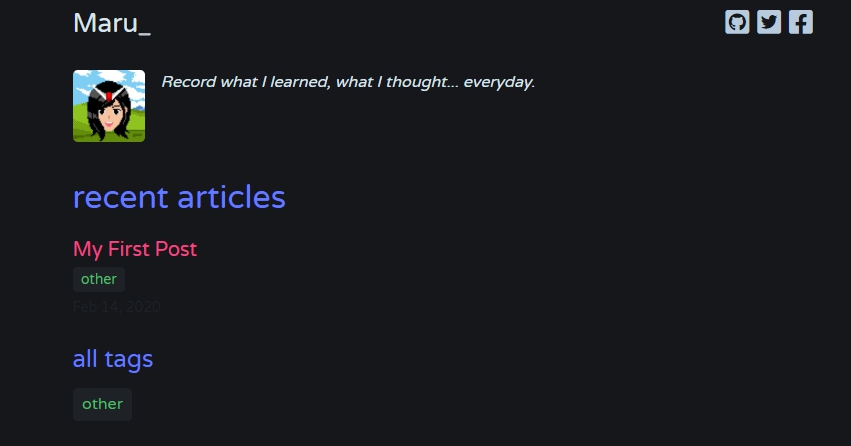 Maru_
Record what I learned, what I thought... everyday.
recent articles
My First Post
other
Feb 14, 2020
all tags
other